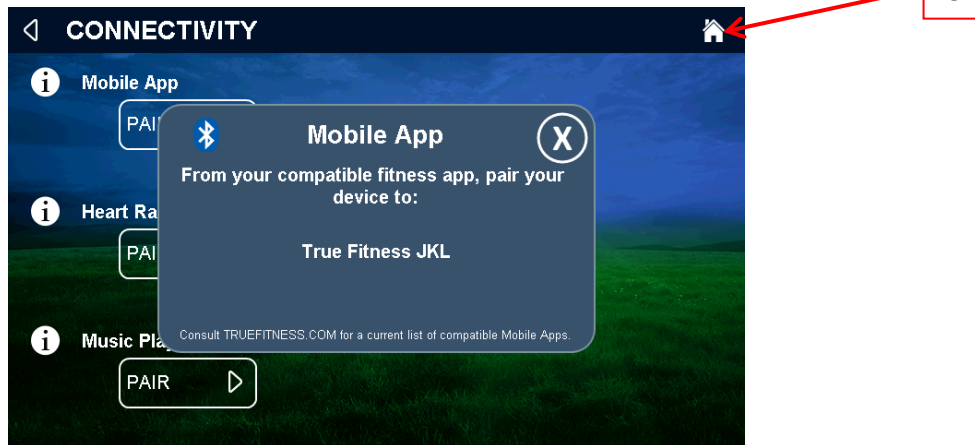 CONNECTIVITY
Mobile App
PAI
Mobile App
X
From your compatible fitness app, pair your
device to:
Heart Ra
PAI
True Fitness JKL
Consult TRUEFITNESS.COM for a current list of compatible Mobile Apps.
Music Pla
PAIR